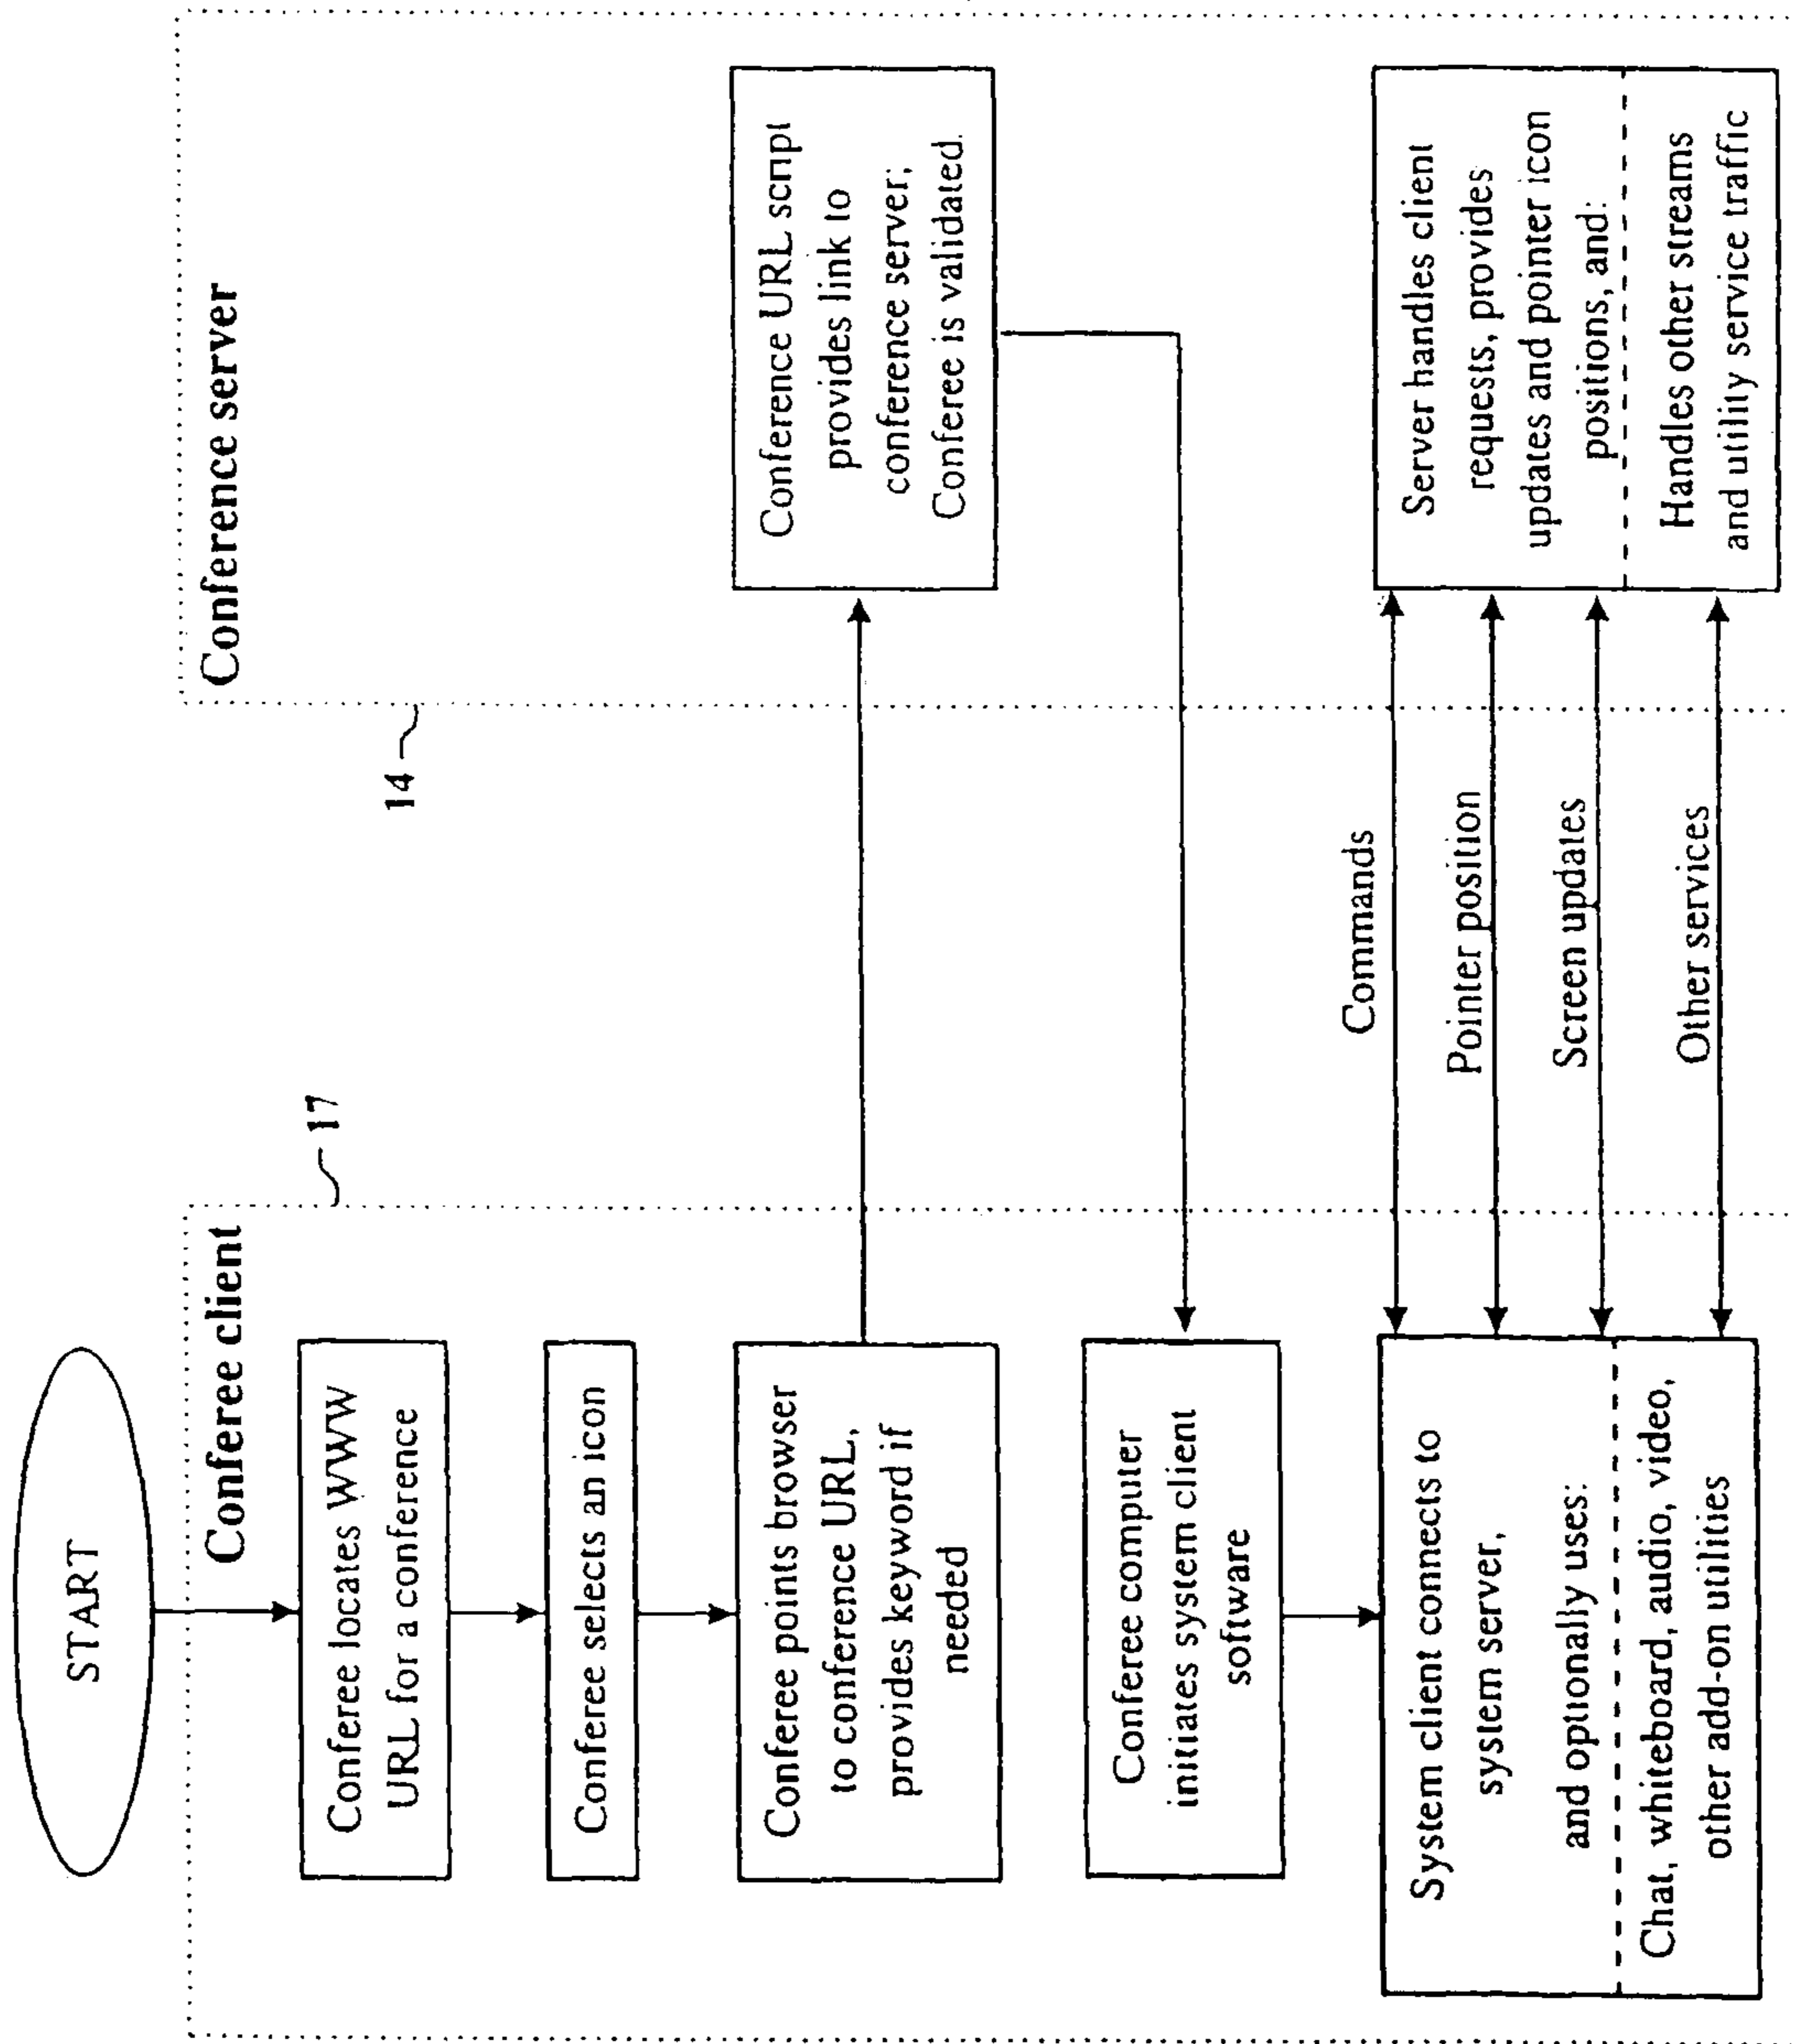 START
Conferee client
17
Conferee locates WWW
URL for a conference
Conferee selects an icon
Conferee points browser
to conference URL,
provides keyword if
needed
14
Conference server
Conference URL script
provides link to
conference server;
Conferee is validated.
Conferee computer
initiates system client
software
System client connects to
system server,
and optionally uses:
Chat, whiteboard, audio, video,
other add-on utilities
Commands
Pointer position
Screen updates
Other services
Server handles client
requests, provides
updates and pointer icon
positions, and:
Handles other streams
and utility service traffic